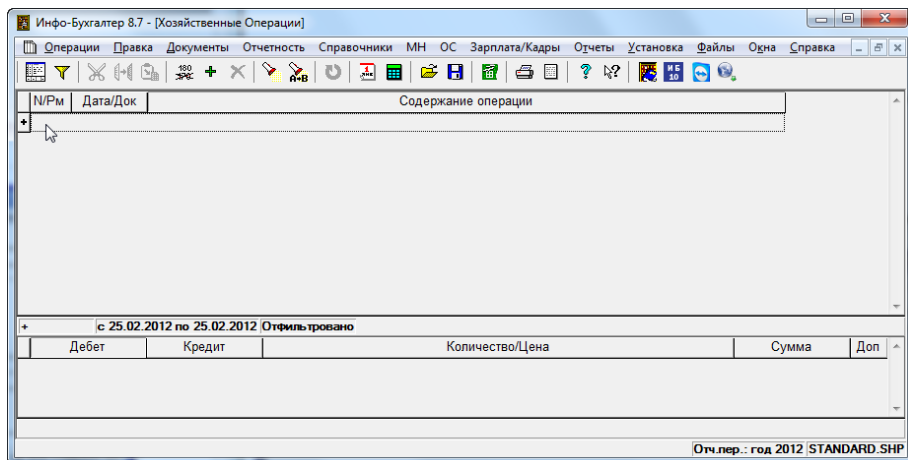 Инфо-Бухгалтер 8.7 - [Хозяйственные Операции]
Операции Правка Документы Отчетность Справочники МН ОС Зарплата/Кадры Отчеты Установка Файлы Окна Справка
N/Рм Дата/Док Содержание операции
+
+ с 25.02.2012 по 25.02.2012 Отфильтровано
Дебет Кредит Количество/Цена Сумма Доп
Отч.пер.: год 2012 STANDARD.SHP